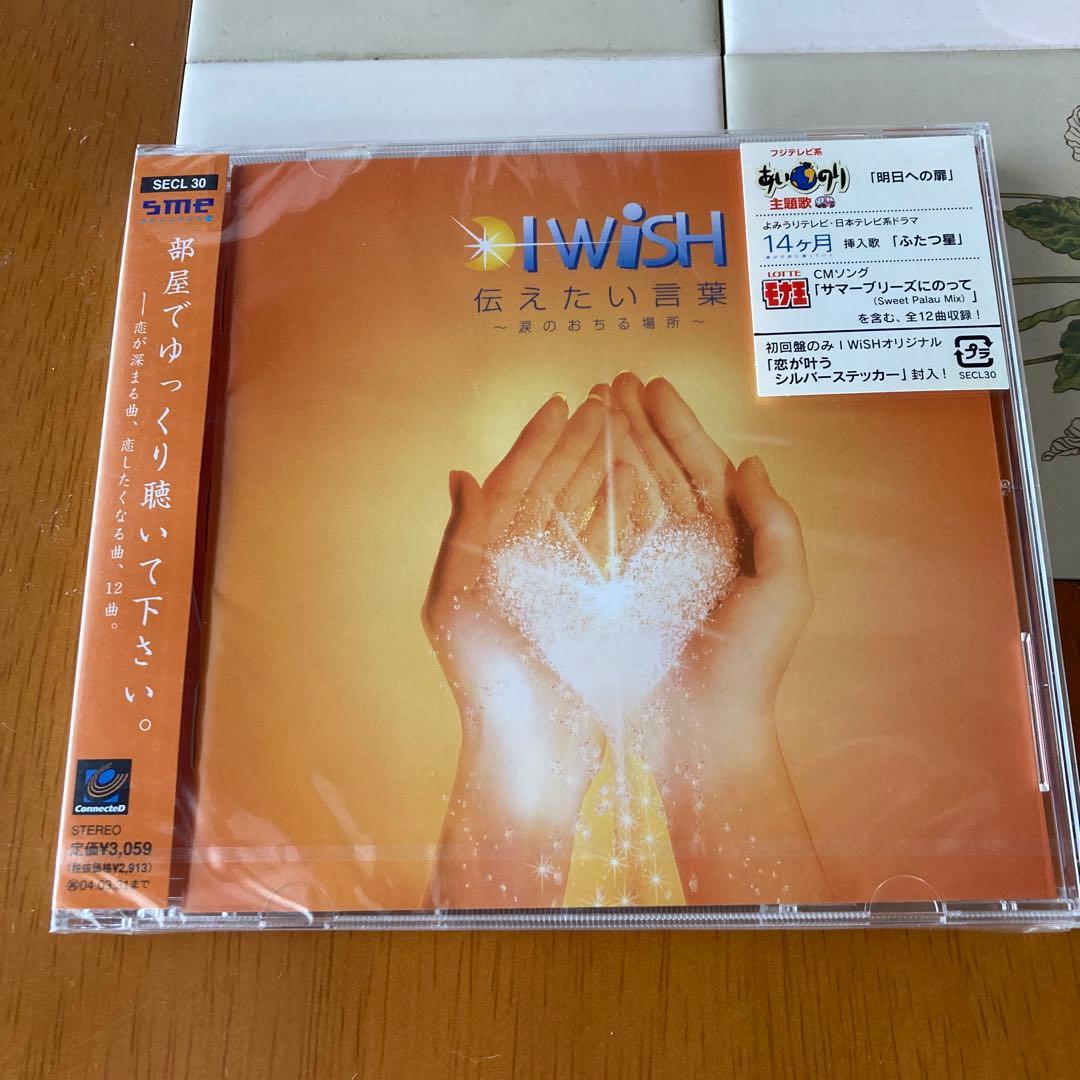 SECL 30
sme
部屋でゆっくり聴いて下さい。
―恋が深まる曲、恋したくなる曲、12曲。
ConnecteD
STEREO
定価¥3,059
(税抜価格¥2,913)
04.03.31まで
I WiSH
伝えたい言葉
～涙のおちる場所～
フジテレビ系
あいのり
主題歌
「明日への扉」
よみうりテレビ・日本テレビ系ドラマ
14ヶ月 挿入歌 「ふたつ星」
LOTTE
モナ王
CMソング
「サマーブリーズにのって
(Sweet Palau Mix)」
を含む、全12曲収録!
初回盤のみ I WiSHオリジナル
「恋が叶う
シルバーステッカー」封入!
プラ
SECL30